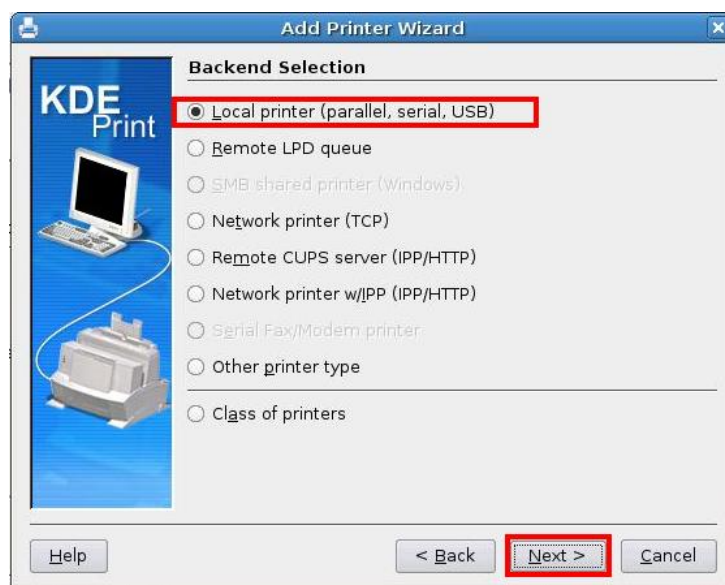 Add Printer Wizard
KDE
Print
Backend Selection
Local printer (parallel, serial, USB)
Remote LPD queue
SMB shared printer (Windows)
Network printer (TCP)
Remote CUPS server (IPP/HTTP)
Network printer w/IPP (IPP/HTTP)
Serial Fax/Modem printer
Other printer type
Class of printers
Help
< Back
Next >
Cancel